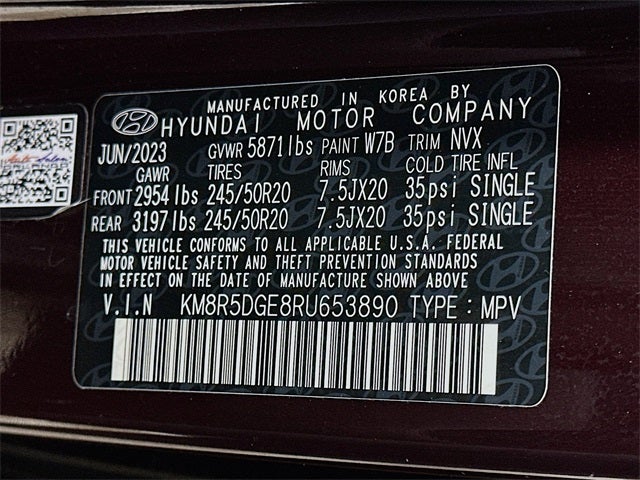 MANUFACTURED IN KOREA BY
HYUNDAI MOTOR COMPANY
JUN/2023 GVWR 5871lbs PAINT W7B TRIM NVX
GAWR TIRES RIMS COLD TIRE INFL
FRONT 2954lbs 245/50R20 7.5JX20 35psi SINGLE
REAR 3197lbs 245/50R20 7.5JX20 35psi SINGLE
THIS VEHICLE CONFORMS TO ALL APPLICABLE U.S.A. FEDERAL
MOTOR VEHICLE SAFETY AND THEFT PREVENTION STANDARDS
IN EFFECT ON THE DATE OF MANUFACTURE SHOWN ABOVE
V.I.N KM8R5DGE8RU653890 TYPE : MPV